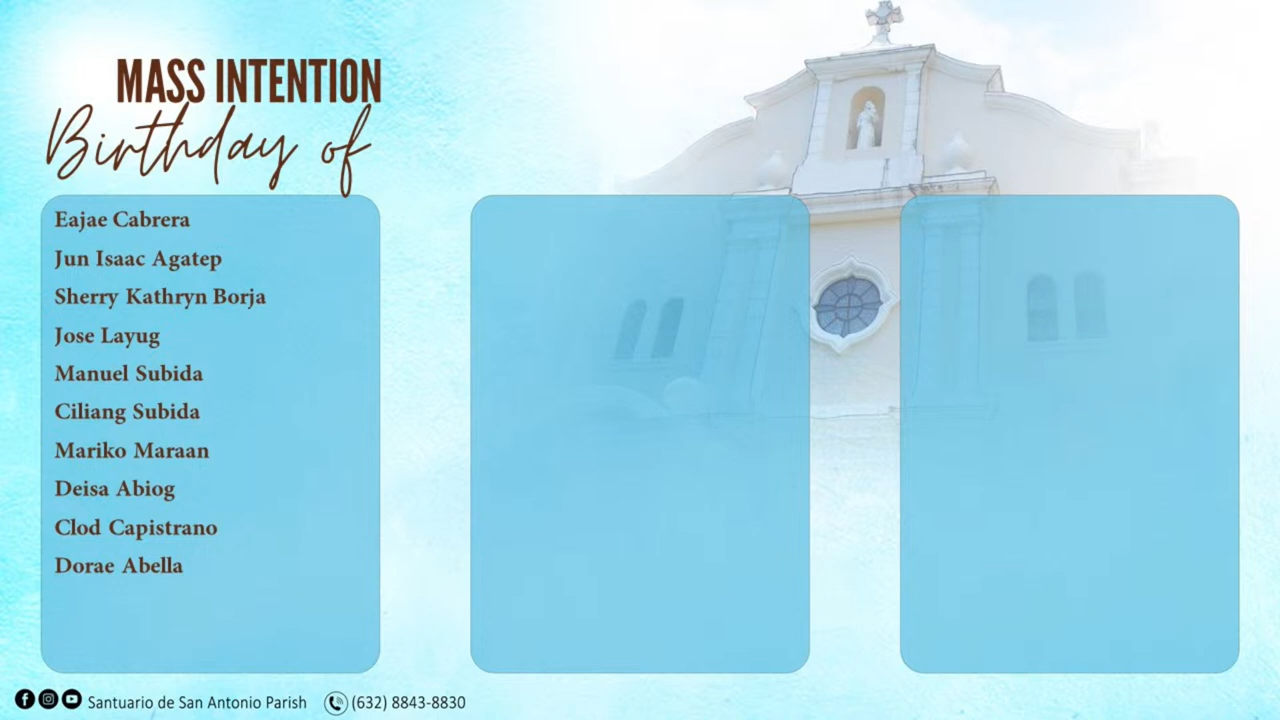 MASS INTENTION
Birthday of
Eajae Cabrera
Jun Isaac Agatep
Sherry Kathryn Borja
Jose Layug
Manuel Subida
Ciliang Subida
Mariko Maraan
Deisa Abiog
Clod Capistrano
Dorae Abella
Santuario de San Antonio Parish (632) 8843-8830